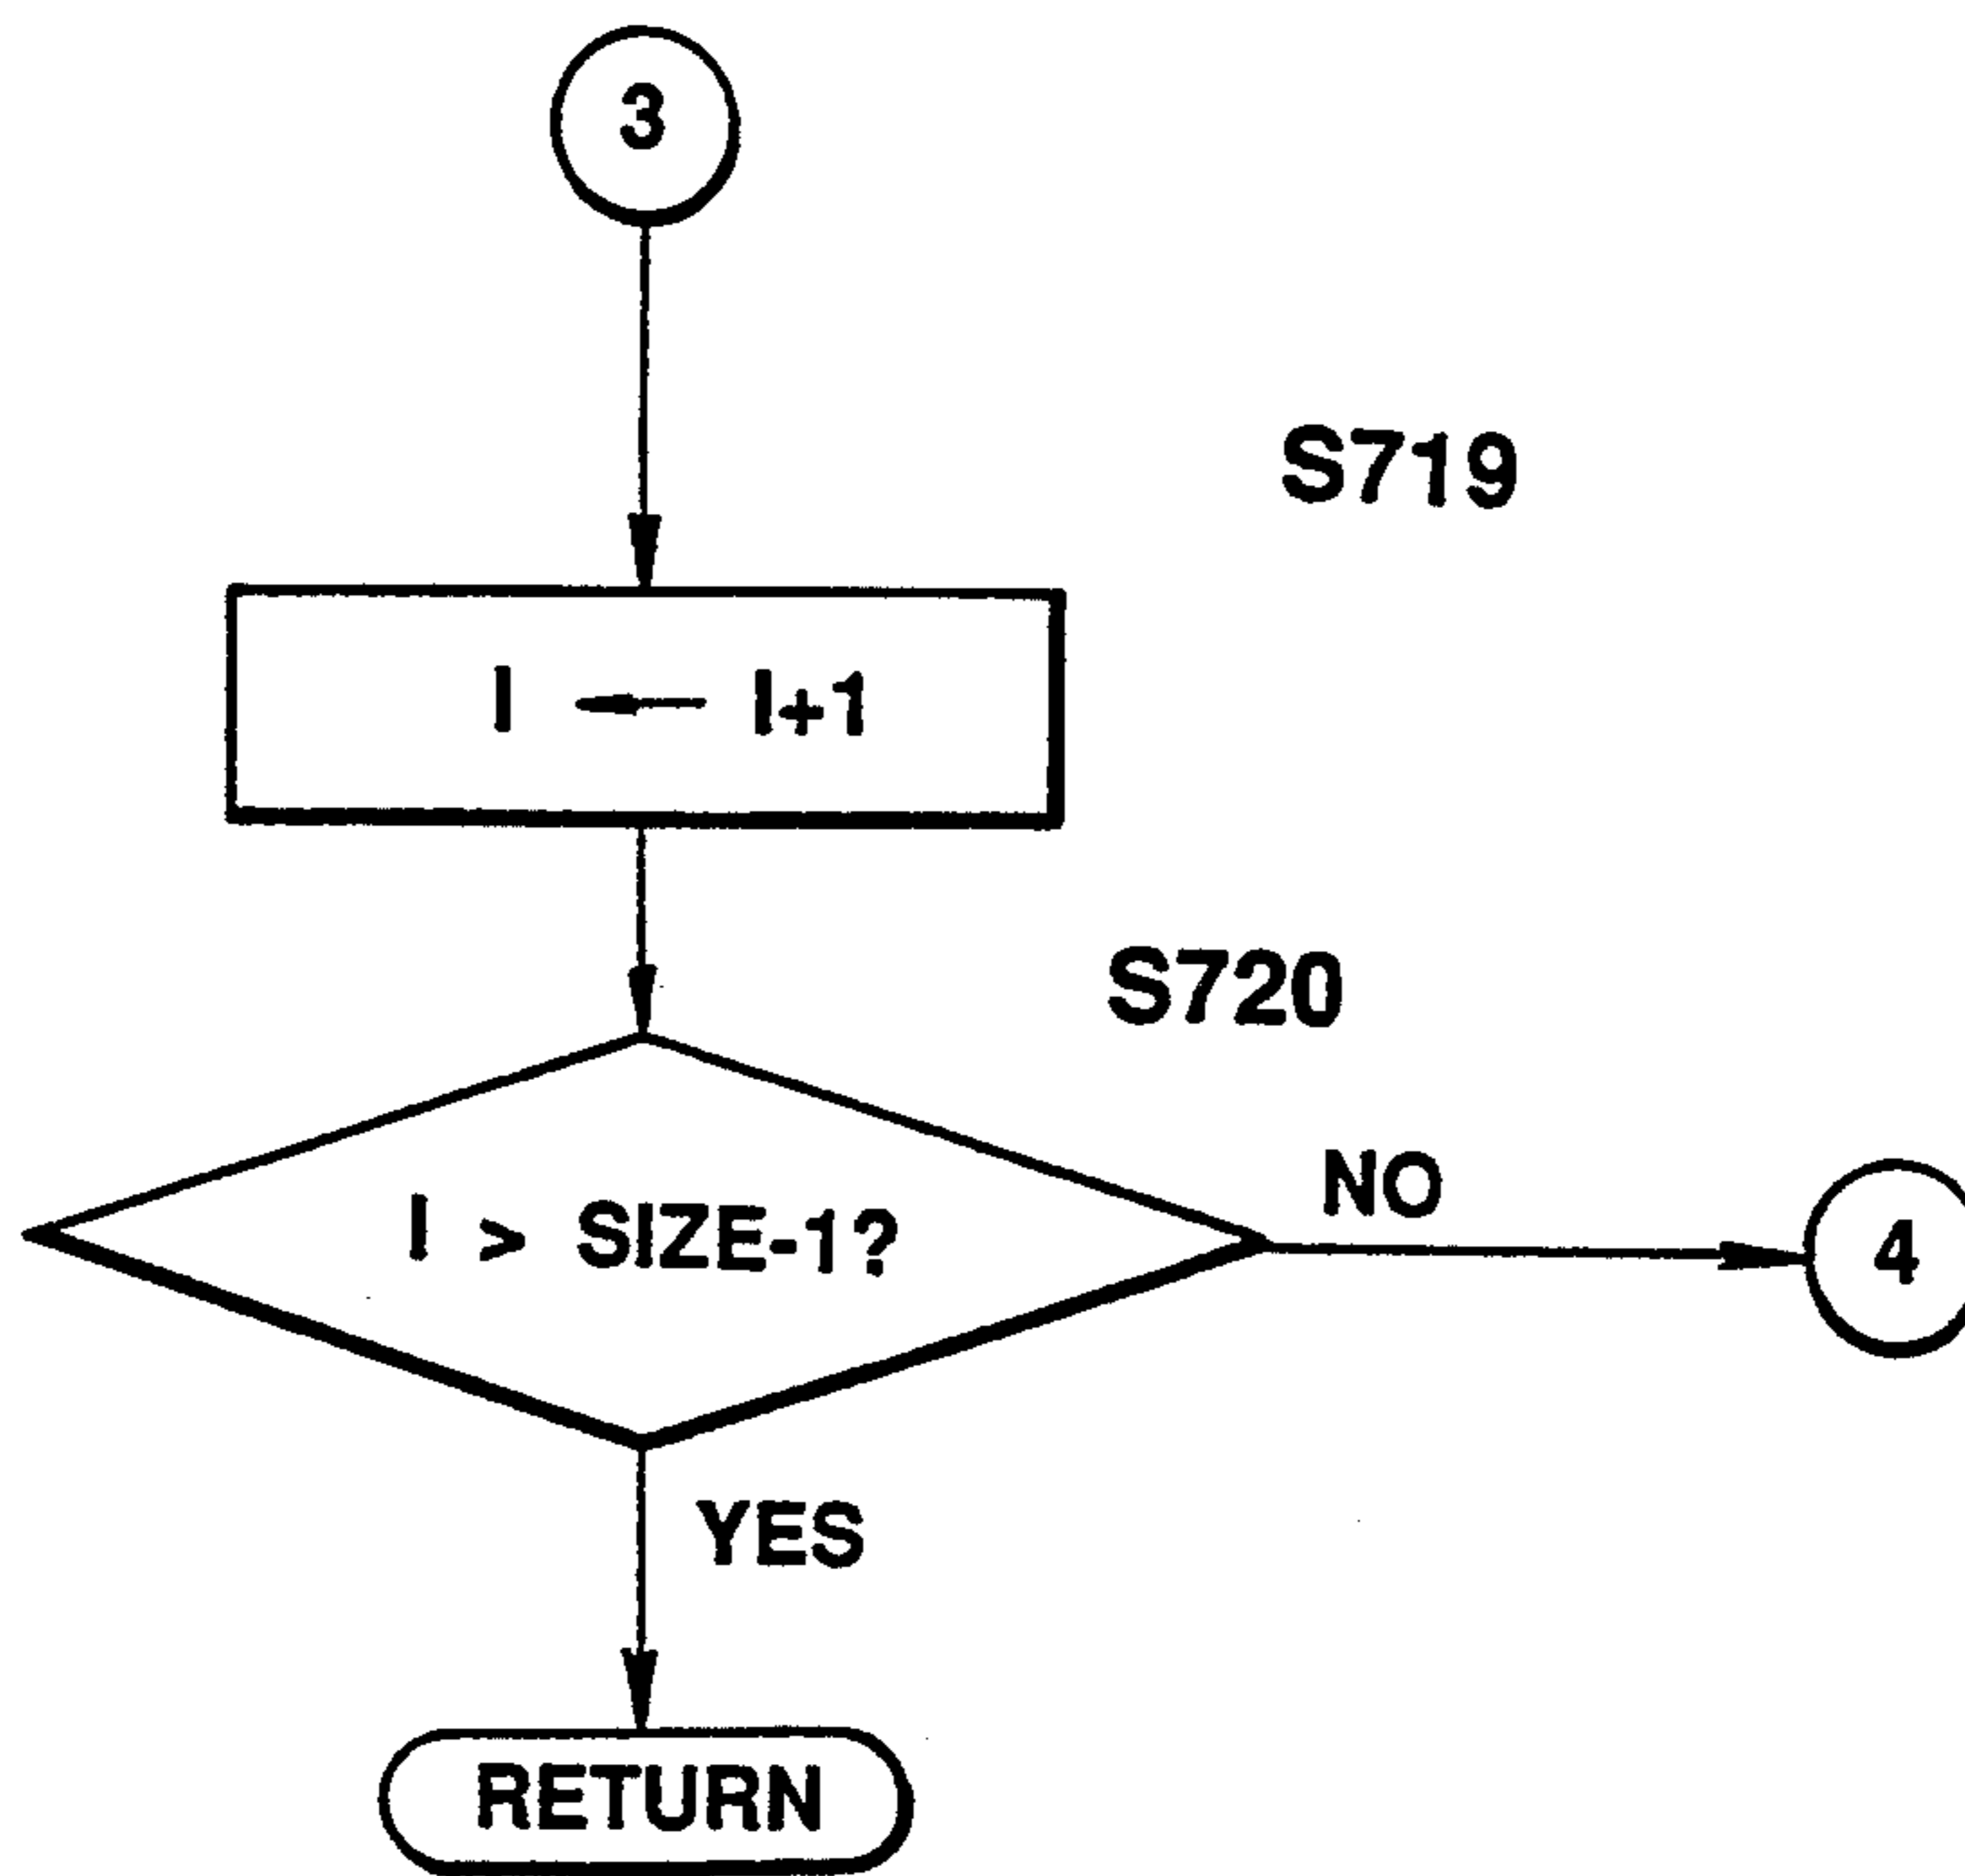 3
S719
I ← I+1
S720
I > SIZE-1?
NO
4
YES
RETURN